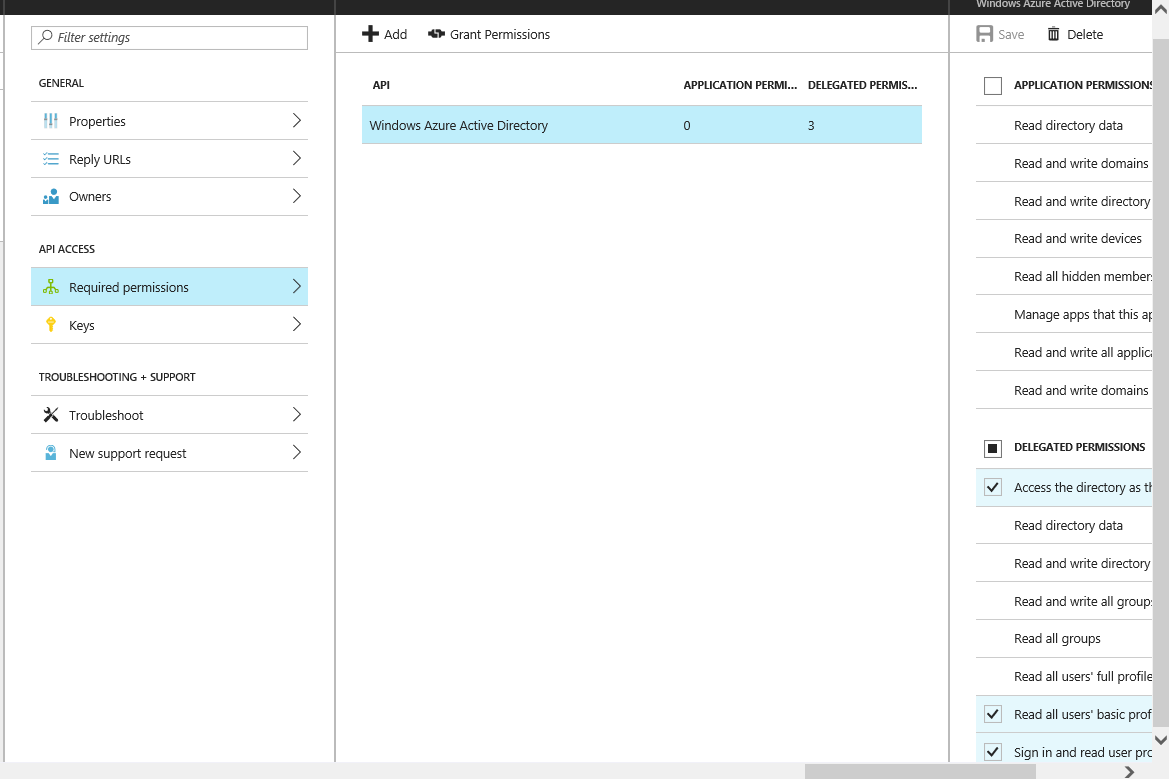 Filter settings
GENERAL
Properties
Reply URLs
Owners
API ACCESS
Required permissions
Keys
TROUBLESHOOTING + SUPPORT
Troubleshoot
New support request
Add Grant Permissions
API APPLICATION PERMI... DELEGATED PERMIS...
Windows Azure Active Directory 0 3
Windows Azure Active Directory
Save Delete
APPLICATION PERMISSIONS
Read directory data
Read and write domains
Read and write directory
Read and write devices
Read all hidden members
Manage apps that this ap
Read and write all applica
Read and write domains
DELEGATED PERMISSIONS
Access the directory as th
Read directory data
Read and write directory
Read and write all groups
Read all groups
Read all users' full profile
Read all users' basic prof
Sign in and read user pro